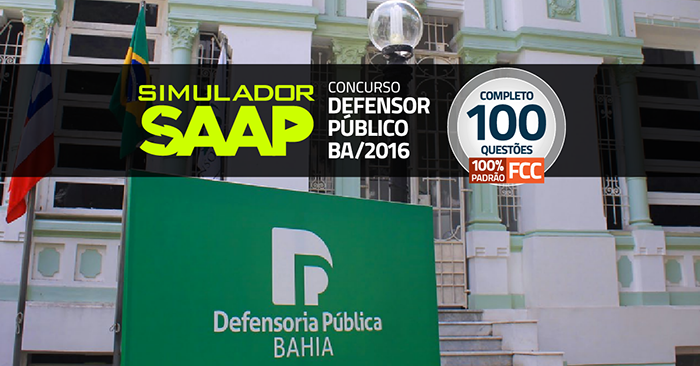 SIMULADOR
SAAP
CONCURSO
DEFENSOR
PÚBLICO
BA/2016
COMPLETO
100
QUESTÕES
100%
PADRÃO
FCC
Defensoria Pública
BAHIA